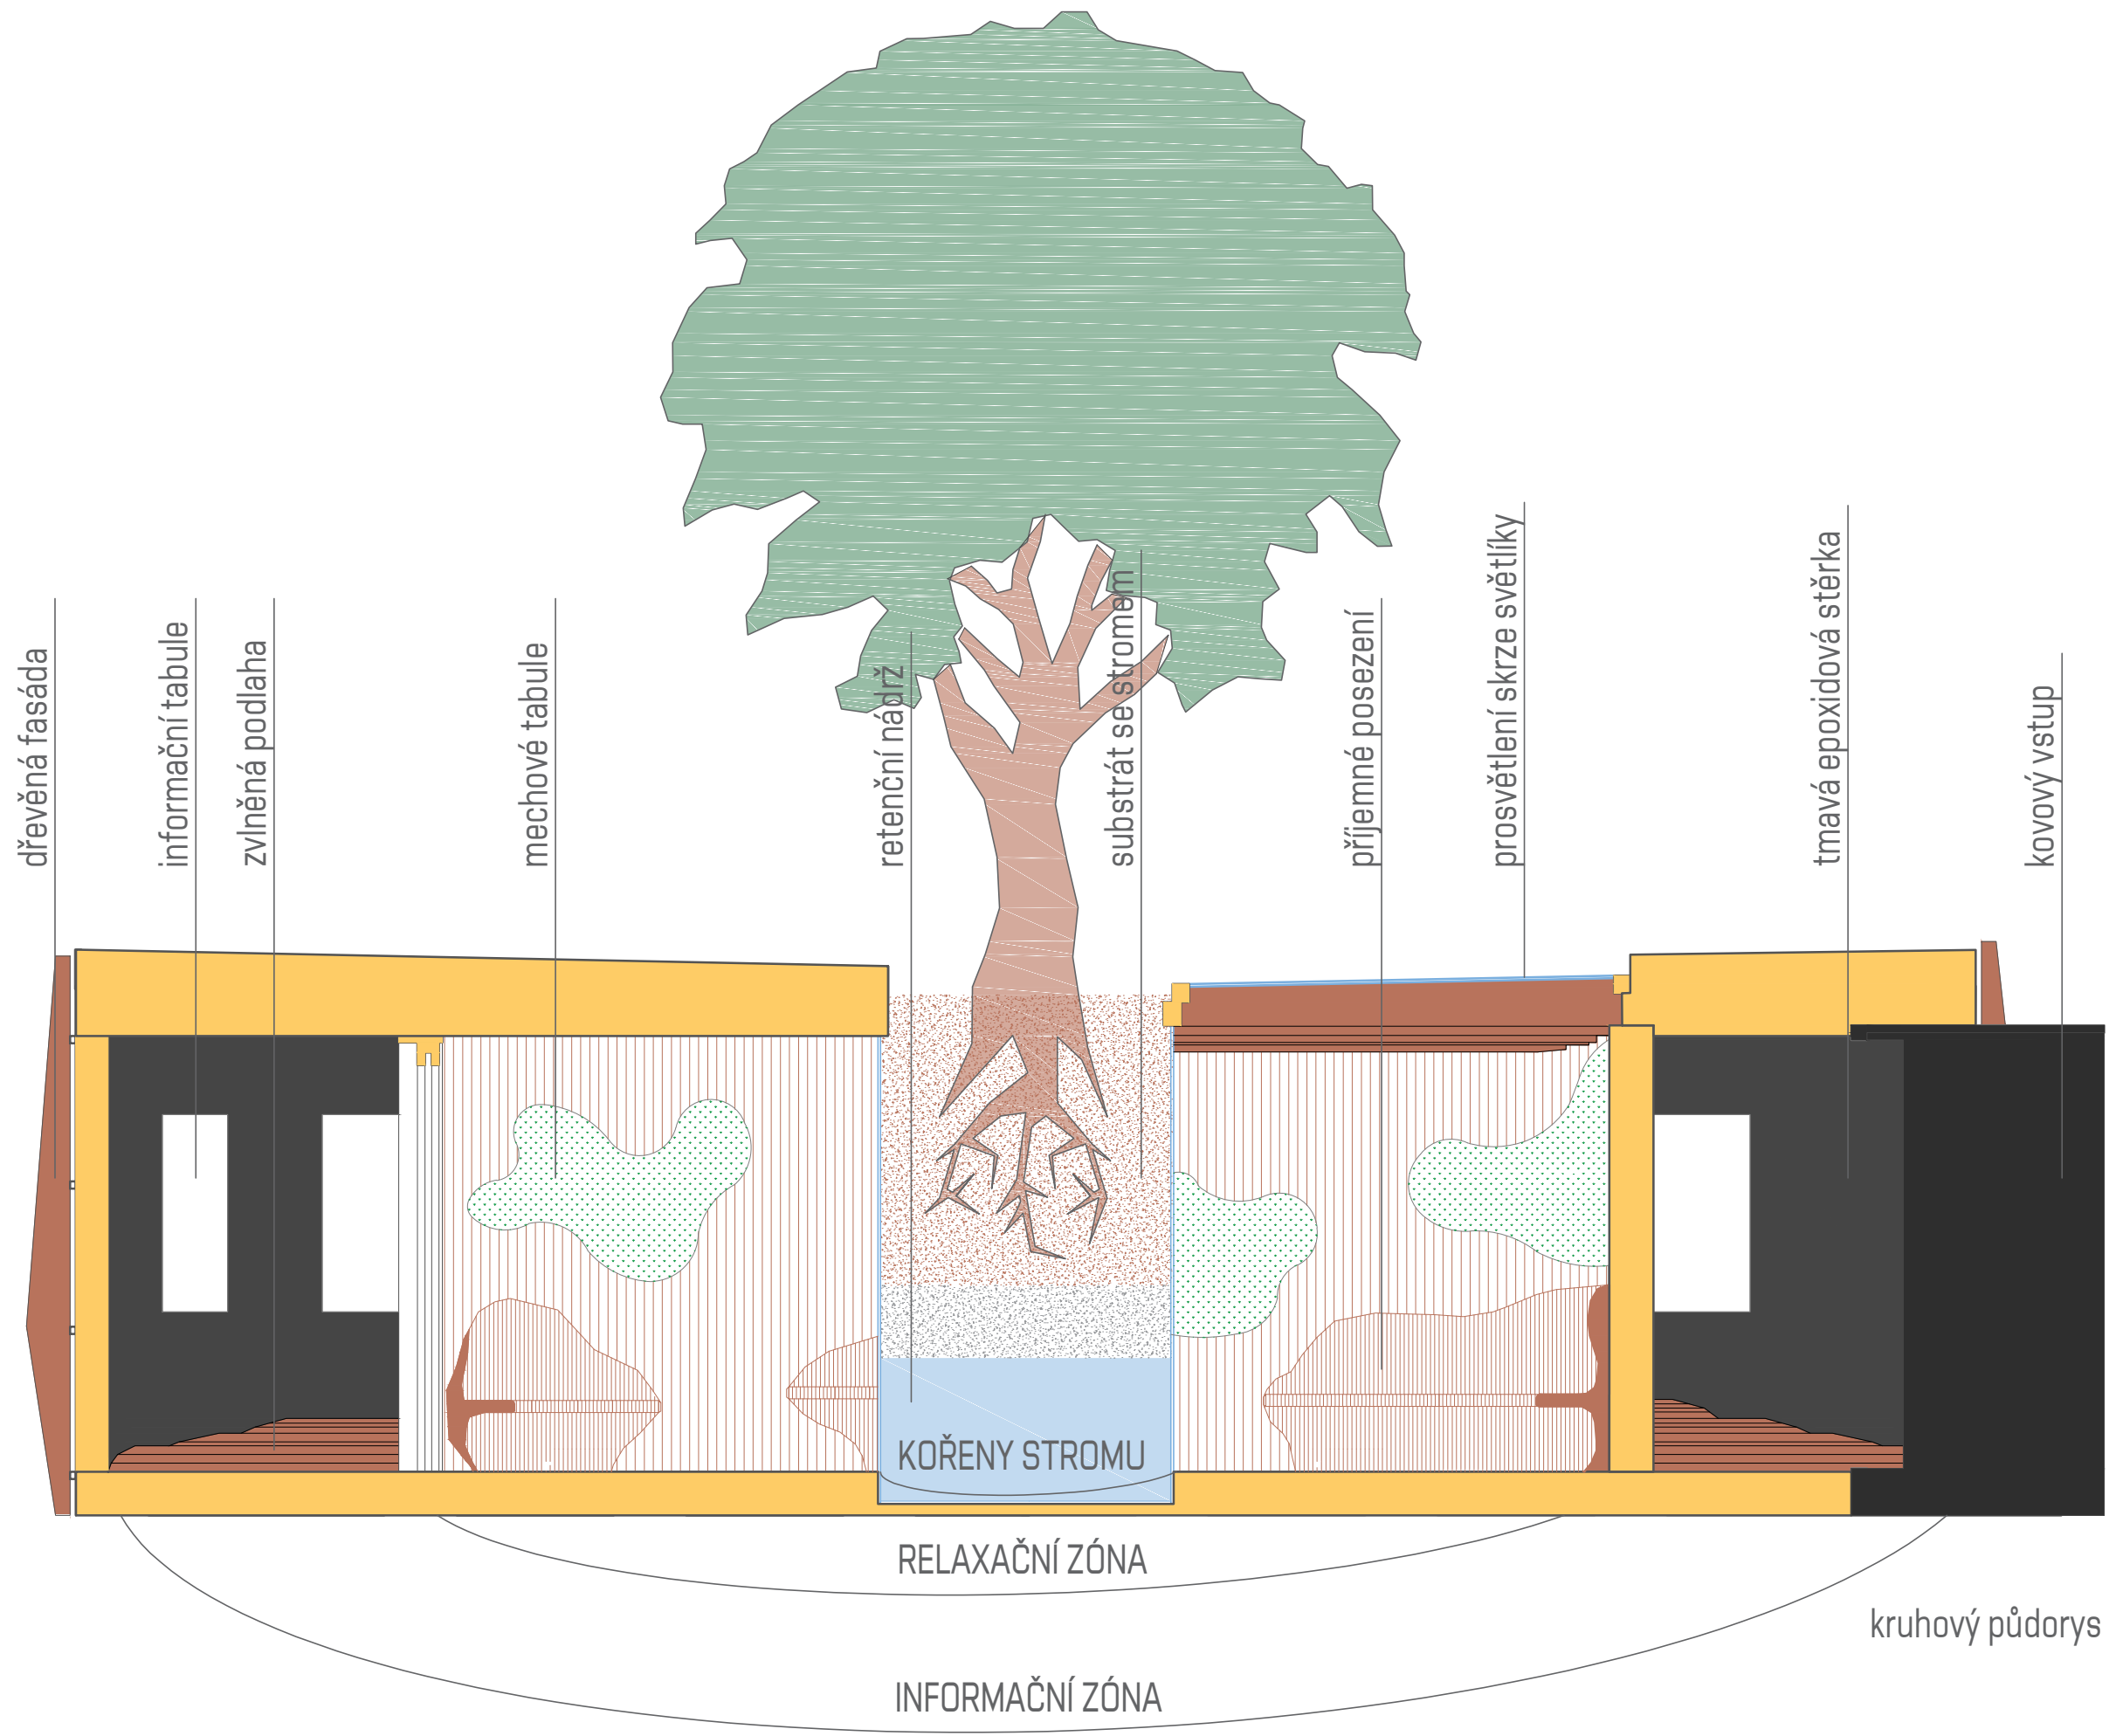 dřevěná fasáda
informační tabule
zvlněná podlaha
mechové tabule
retenční nádrž
substrát se stromem
příjemné posezení
prosvětlení skrze světlíky
tmavá epoxidová stěrka
kovový vstup
KOŘENY STROMU
RELAXAČNÍ ZÓNA
kruhový půdorys
INFORMAČNÍ ZÓNA